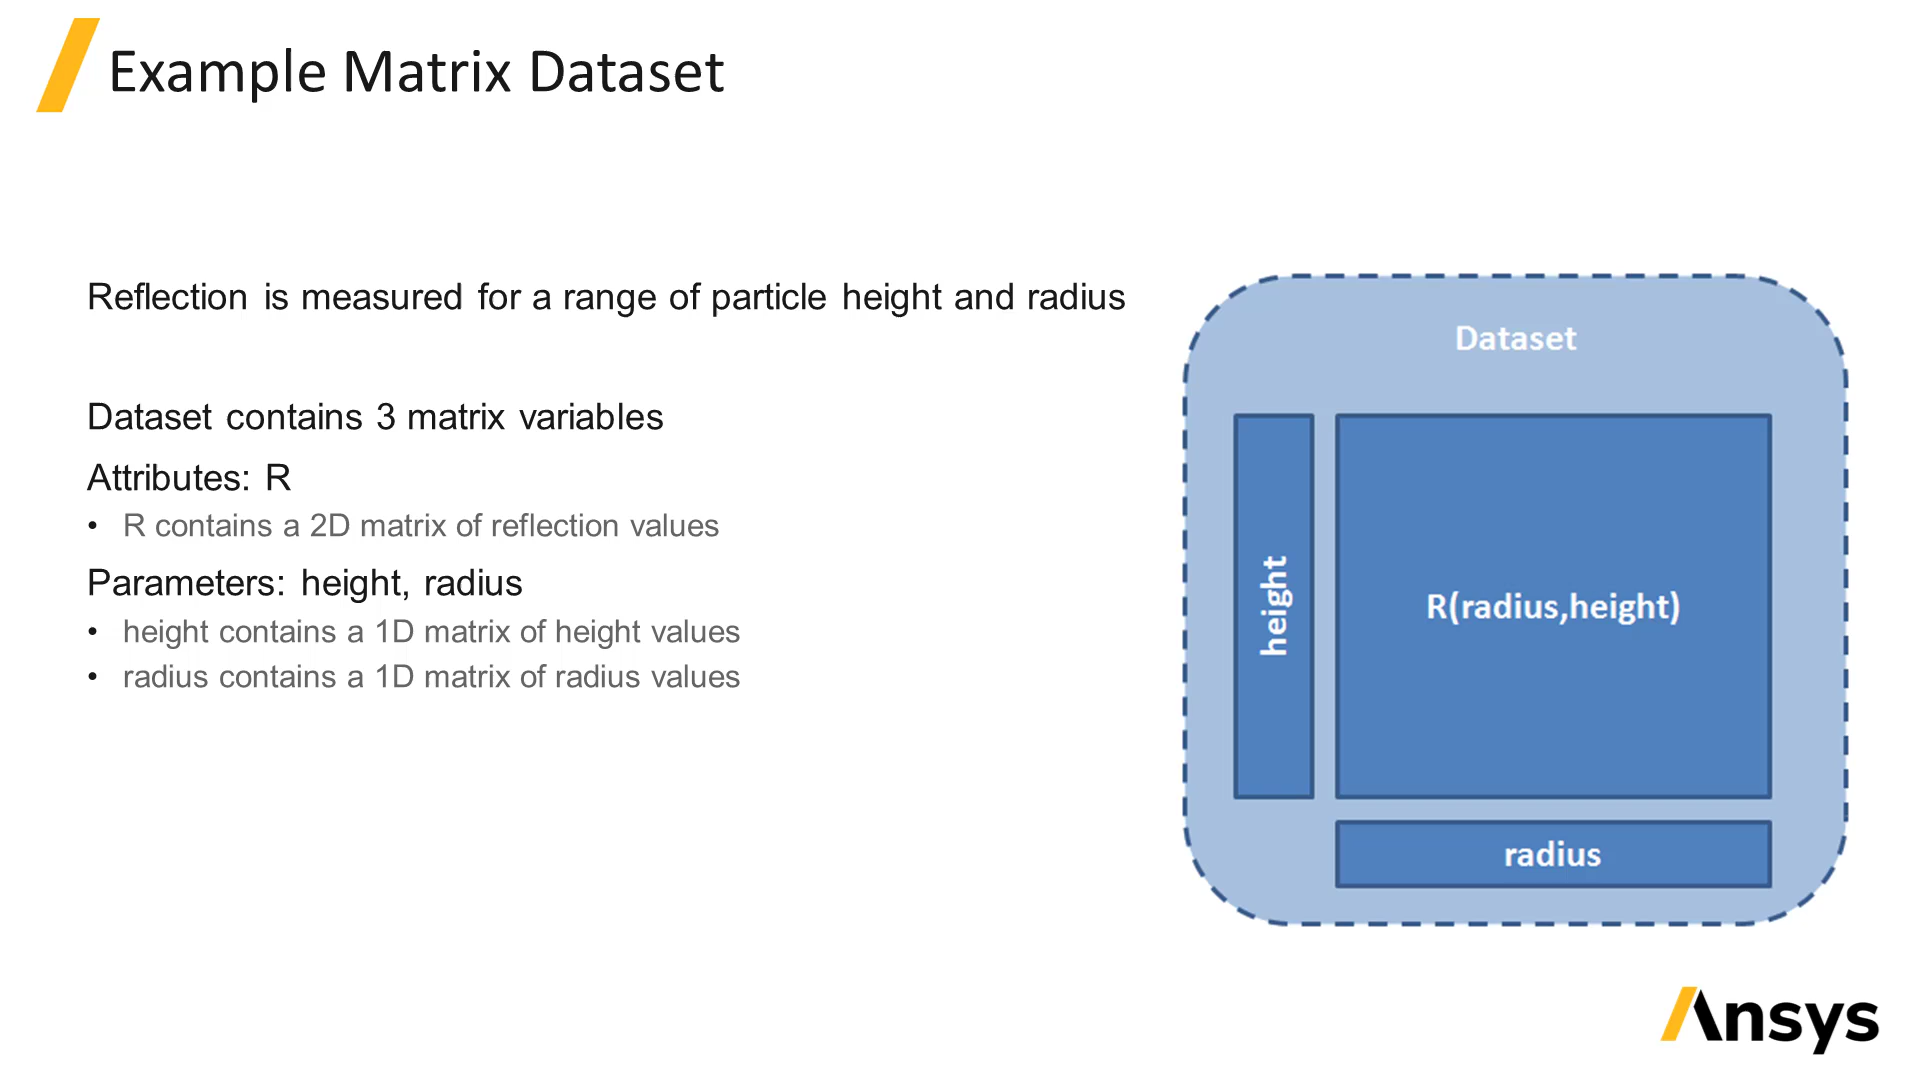 Example Matrix Dataset
Reflection is measured for a range of particle height and radius
Dataset contains 3 matrix variables
Attributes: R
• R contains a 2D matrix of reflection values
Parameters: height, radius
• height contains a 1D matrix of height values
• radius contains a 1D matrix of radius values
Dataset
height
R(radius,height)
radius
Ansys